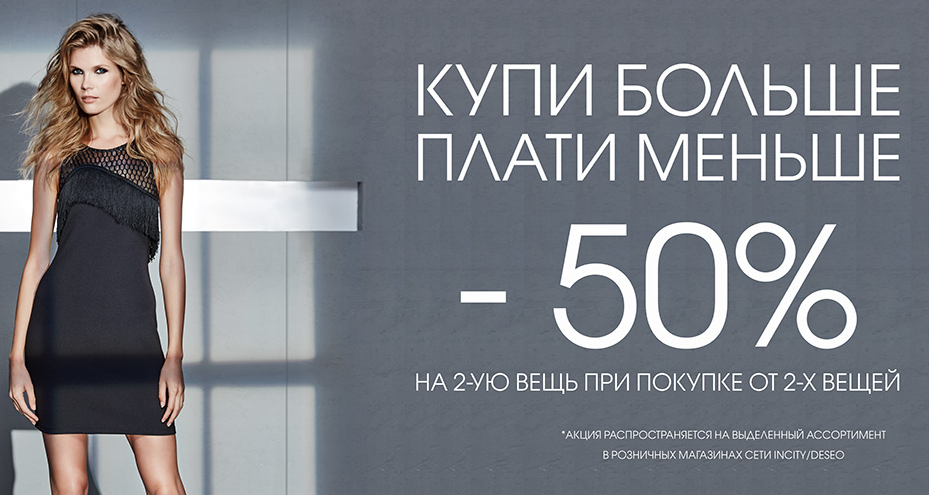 КУПИ БОЛЬШЕ
ПЛАТИ МЕНЬШЕ
- 50%
НА 2-УЮ ВЕЩЬ ПРИ ПОКУПКЕ ОТ 2-Х ВЕЩЕЙ
*АКЦИЯ РАСПРОСТРАНЯЕТСЯ НА ВЫДЕЛЕННЫЙ АССОРТИМЕНТ
В РОЗНИЧНЫХ МАГАЗИНАХ СЕТИ INCITY/DESEO